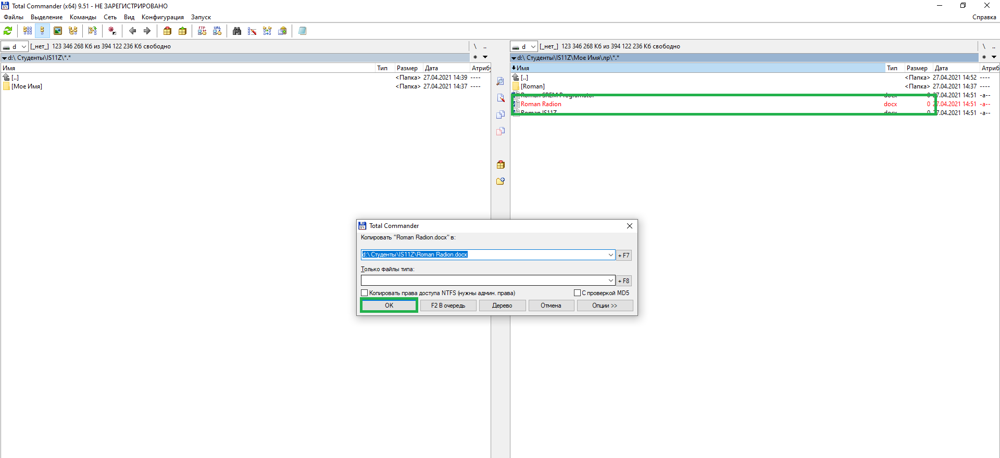 Total Commander (x64) 9.51 - НЕ ЗАРЕГИСТРИРОВАНО
Файлы Выделение Команды Сеть Вид Конфигурация Запуск Справка
FTP URL
d [_нет_] 123 346 268 Кб из 394 122 236 Кб свободно \ ..
d:\ Студенты\IS11Z\*.* * 
Имя Тип Размер Дата Атрибу
[..] <Папка> 27.04.2021 14:39 ----
[Мое Имя] <Папка> 27.04.2021 14:37 ----
d [_нет_] 123 346 268 Кб из 394 122 236 Кб свободно \ ..
d:\ Студенты\IS11Z\Мое Имя\лр\*.* *
Имя Тип Размер Дата Атриб
[..] <Папка> 27.04.2021 14:52 ----
[Roman] <Папка> 27.04.2021 14:37 ----
Roman SREM Programator docx 0 27.04.2021 14:51 -a--
Roman Radion docx 0 27.04.2021 14:51 -a--
Roman IS11Z docx 0 27.04.2021 14:51 -a--
64 Total Commander
Копировать "Roman Radion.docx" в:
d:\ Студенты\IS11Z\Roman Radion.docx + F7
Только файлы типа:
+ F8
Копировать права доступа NTFS (нужны админ. права) С проверкой MD5
OK F2 В очередь Дерево Отмена Опции >>